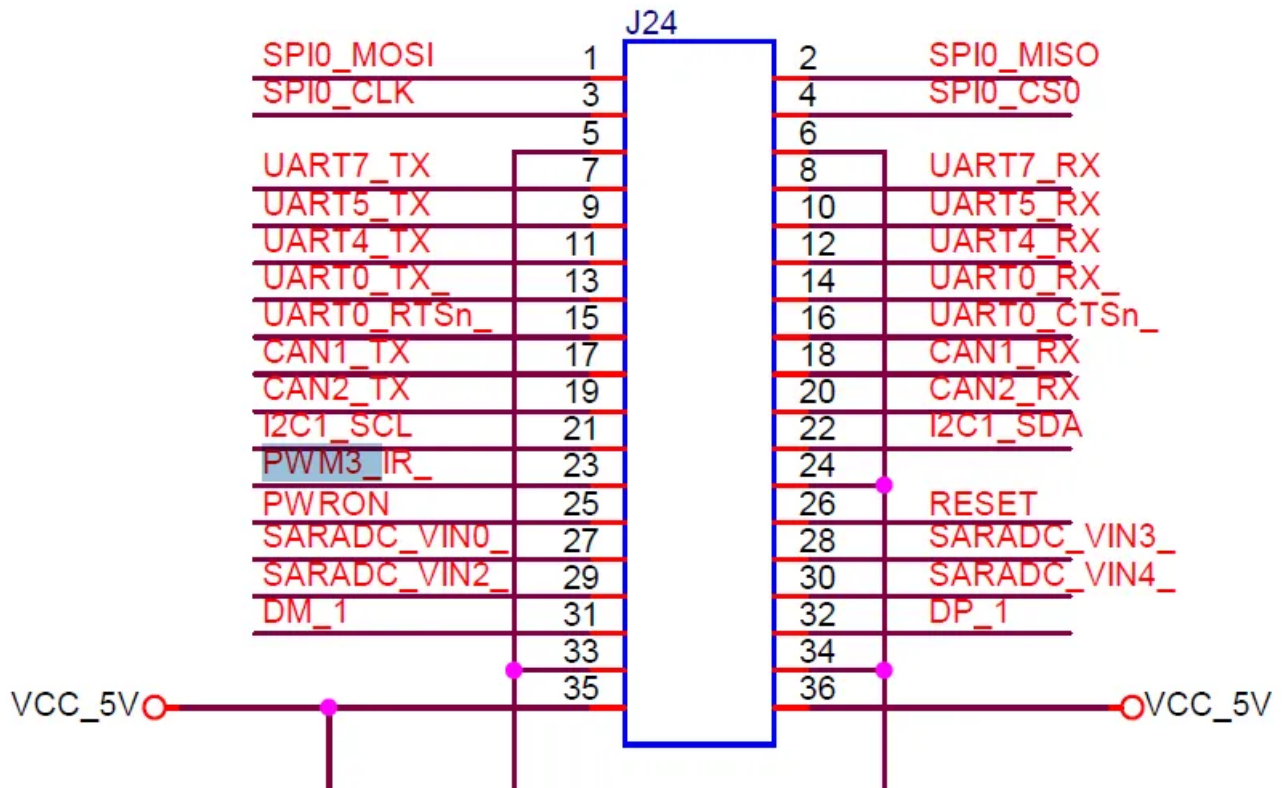 J24
SPI0_MOSI 1 2 SPI0_MISO
SPI0_CLK 3 4 SPI0_CS0
5 6
UART7_TX 7 8 UART7_RX
UART5_TX 9 10 UART5_RX
UART4_TX 11 12 UART4_RX
UART0_TX_ 13 14 UART0_RX_
UART0_RTSn_ 15 16 UART0_CTSn_
CAN1_TX 17 18 CAN1_RX
CAN2_TX 19 20 CAN2_RX
I2C1_SCL 21 22 I2C1_SDA
PWM3_IR_ 23 24
PWRON 25 26 RESET
SARADC_VIN0_ 27 28 SARADC_VIN3_
SARADC_VIN2_ 29 30 SARADC_VIN4_
DM_1 31 32 DP_1
33 34
VCC_5V 35 36 VCC_5V